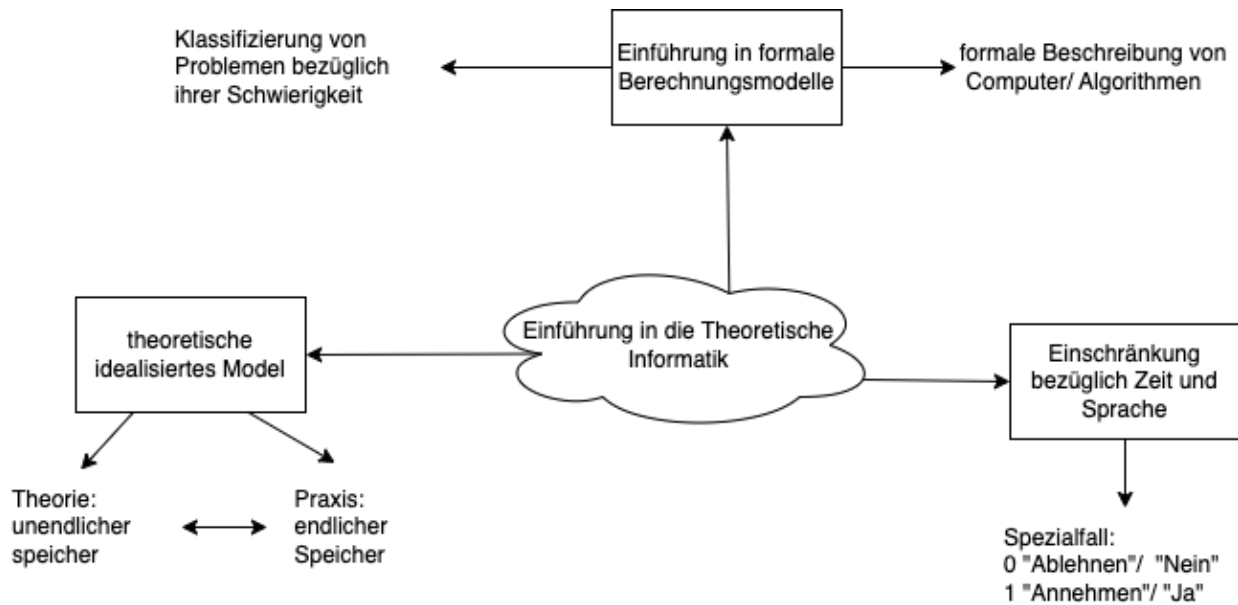 Klassifizierung von
Problemen bezüglich
ihrer Schwierigkeit
Einführung in formale
Berechnungsmodelle
formale Beschreibung von
Computer/ Algorithmen
theoretische
idealisiertes Model
Einführung in die Theoretische
Informatik
Einschränkung
bezüglich Zeit und
Sprache
Theorie:
unendlicher
speicher
Praxis:
endlicher
Speicher
Spezialfall:
0 "Ablehnen"/ "Nein"
1 "Annehmen"/ "Ja"